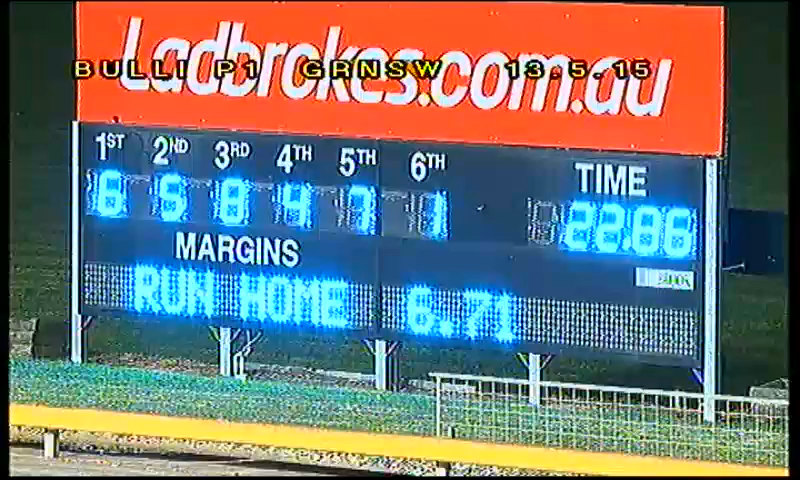 Ladbrokes.com.au
BULLI P1 GRNSW 13.5.15
1ST 2ND 3RD 4TH 5TH 6TH TIME
6 5 8 4 7 1 22.86
MARGINS
RUN HOME 6.71